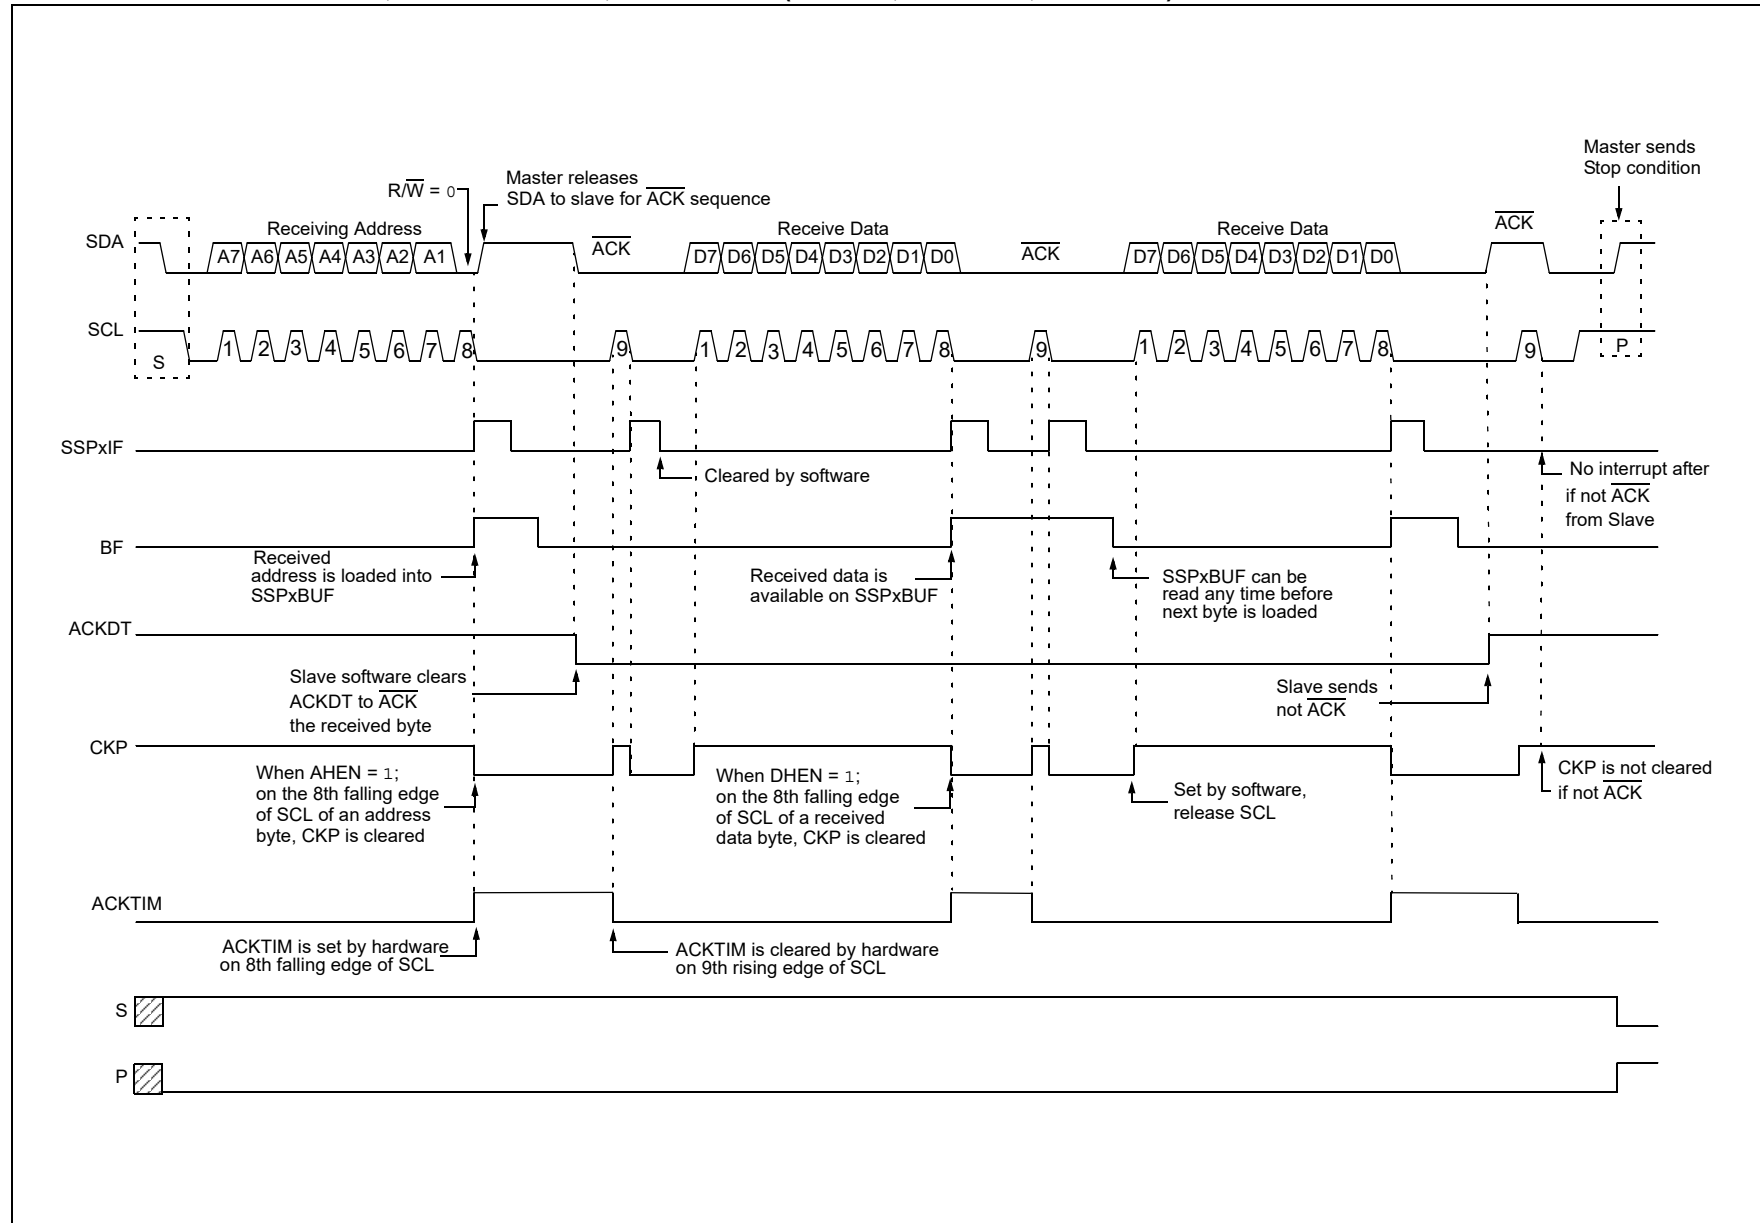 Master sends
Stop condition
R/W = 0
Master releases
SDA to slave for ACK sequence
SDA
Receiving Address
A7 A6 A5 A4 A3 A2 A1
ACK
Receive Data
D7 D6 D5 D4 D3 D2 D1 D0
ACK
Receive Data
D7 D6 D5 D4 D3 D2 D1 D0
ACK
SCL
S
1 2 3 4 5 6 7 8 9 1 2 3 4 5 6 7 8 9 1 2 3 4 5 6 7 8 9
P
SSPxIF
Cleared by software
No interrupt after
if not ACK
from Slave
BF
Received
address is loaded into
SSPxBUF
Received data is
available on SSPxBUF
SSPxBUF can be
read any time before
next byte is loaded
ACKDT
Slave software clears
ACKDT to ACK
the received byte
Slave sends
not ACK
CKP
When AHEN = 1;
on the 8th falling edge
of SCL of an address
byte, CKP is cleared
When DHEN = 1;
on the 8th falling edge
of SCL of a received
data byte, CKP is cleared
Set by software,
release SCL
CKP is not cleared
if not ACK
ACKTIM
ACKTIM is set by hardware
on 8th falling edge of SCL
ACKTIM is cleared by hardware
on 9th rising edge of SCL
S
P